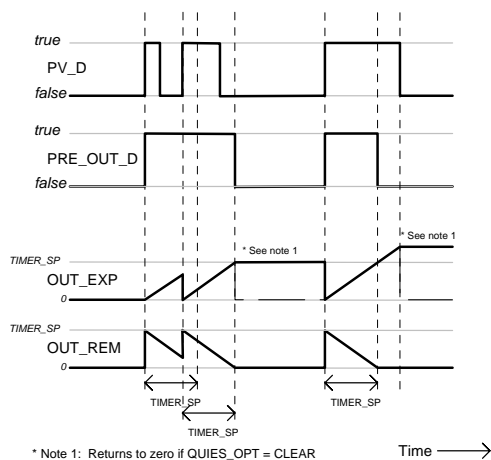 true
PV_D
false
true
PRE_OUT_D
false
* See note 1
* See note 1
TIMER_SP
OUT_EXP
0
TIMER_SP
OUT_REM
0
TIMER_SP
TIMER_SP
TIMER_SP
* Note 1: Returns to zero if QUIES_OPT = CLEAR
Time